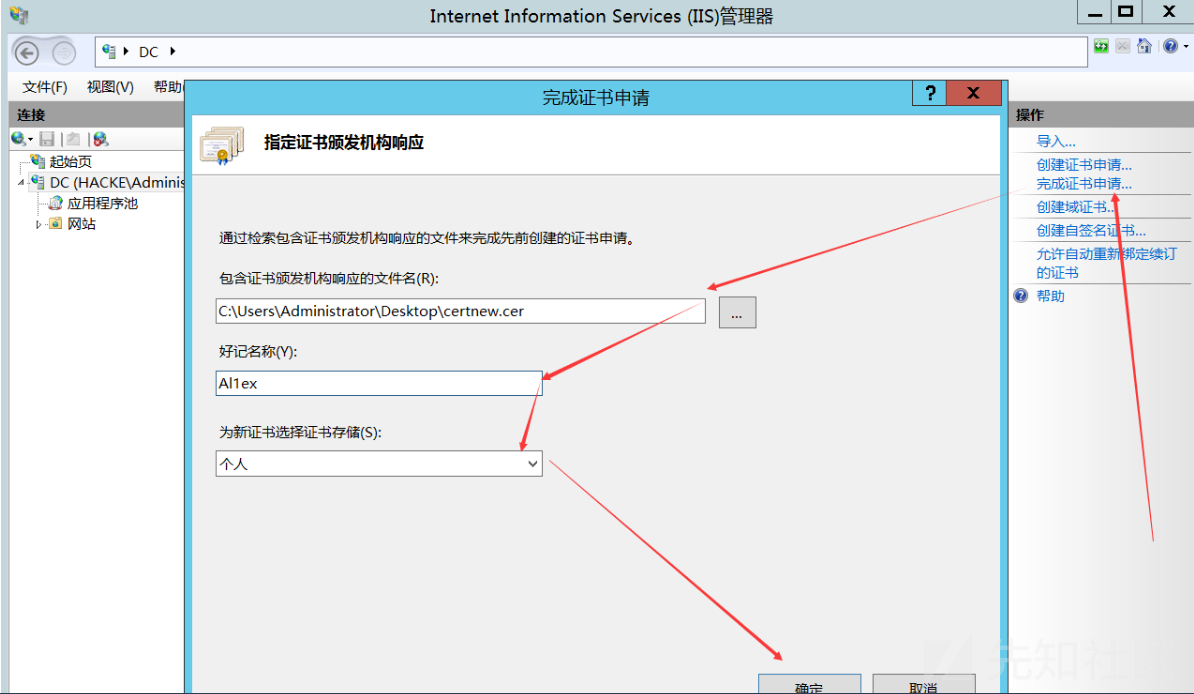 Internet Information Services (IIS)管理器
DC
文件(F) 视图(V) 帮助(
连接
起始页
DC (HACKE\Adminis
应用程序池
网站
完成证书申请
?
X
指定证书颁发机构响应
通过检索包含证书颁发机构响应的文件来完成先前创建的证书申请。
包含证书颁发机构响应的文件名(R):
C:\Users\Administrator\Desktop\certnew.cer
...
好记名称(Y):
Al1ex
为新证书选择证书存储(S):
个人
确定
取消
操作
导入...
创建证书申请...
完成证书申请...
创建域证书...
创建自签名证书...
允许自动重新绑定续订
的证书
帮助
先知社